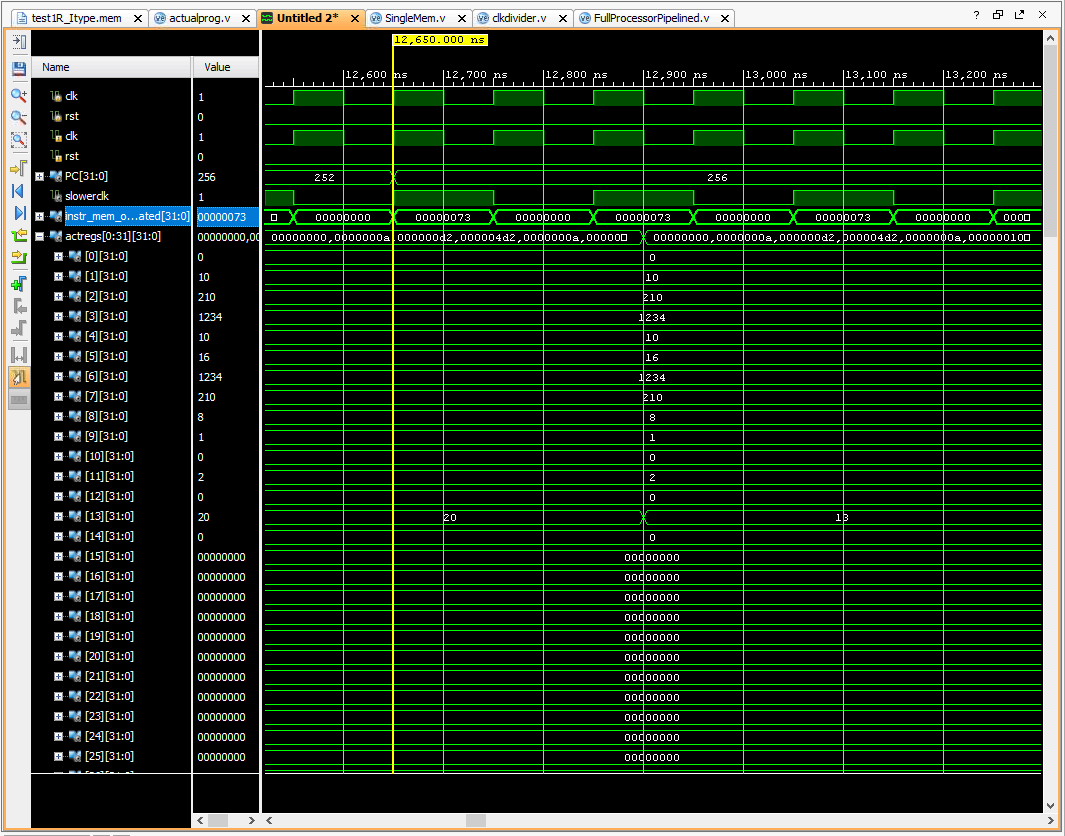 test1R_Itype.mem actualprog.v Untitled 2* SingleMem.v clkdivider.v FullProcessorPipelined.v
12,650.000 ns
Name Value
12,600 ns 12,700 ns 12,800 ns 12,900 ns 13,000 ns 13,100 ns 13,200 ns
clk 1
rst 0
clk 1
rst 0
PC[31:0] 256 252 256
slowerclk 1
instr_mem_o...ated[31:0] 00000073 00000000 00000073 00000000 00000073 00000000 00000073 00000000 000
actregs[0:31][31:0] 00000000,00 00000000,0000000a,000000d2,000004d2,0000000a,00000 00000000,0000000a,000000d2,000004d2,0000000a,00000010
[0][31:0] 0 0
[1][31:0] 10 10
[2][31:0] 210 210
[3][31:0] 1234 1234
[4][31:0] 10 10
[5][31:0] 16 16
[6][31:0] 1234 1234
[7][31:0] 210 210
[8][31:0] 8 8
[9][31:0] 1 1
[10][31:0] 0 0
[11][31:0] 2 2
[12][31:0] 0 0
[13][31:0] 20 20 13
[14][31:0] 0 0
[15][31:0] 00000000 00000000
[16][31:0] 00000000 00000000
[17][31:0] 00000000 00000000
[18][31:0] 00000000 00000000
[19][31:0] 00000000 00000000
[20][31:0] 00000000 00000000
[21][31:0] 00000000 00000000
[22][31:0] 00000000 00000000
[23][31:0] 00000000 00000000
[24][31:0] 00000000 00000000
[25][31:0] 00000000 00000000